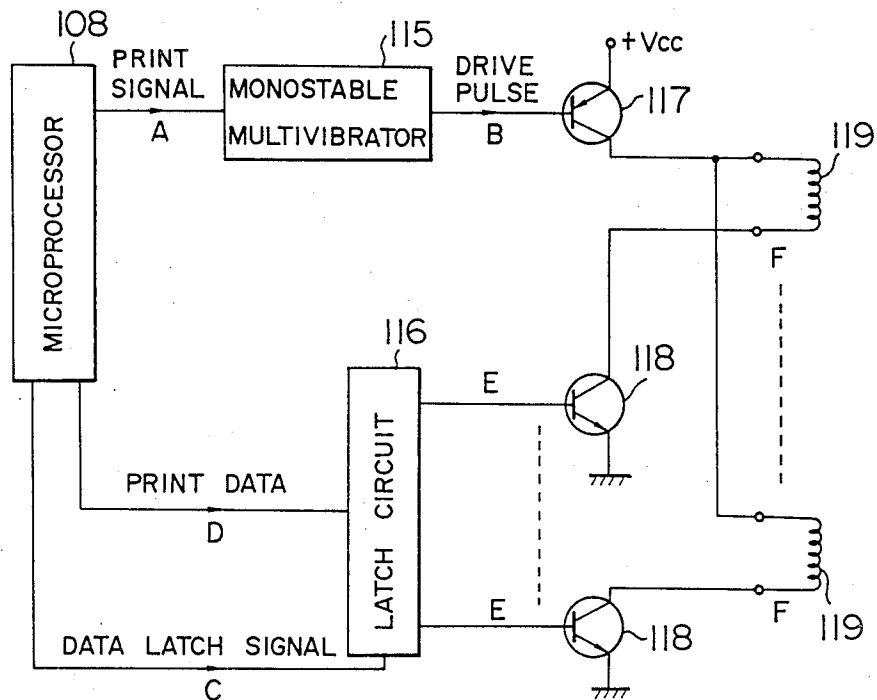 108
PRINT
SIGNAL
A
115
MONOSTABLE
MULTIVIBRATOR
DRIVE
PULSE
B
+Vcc
117
119
F
MICROPROCESSOR
116
E
118
LATCH CIRCUIT
PRINT DATA
D
E
118
F
119
DATA LATCH SIGNAL
C